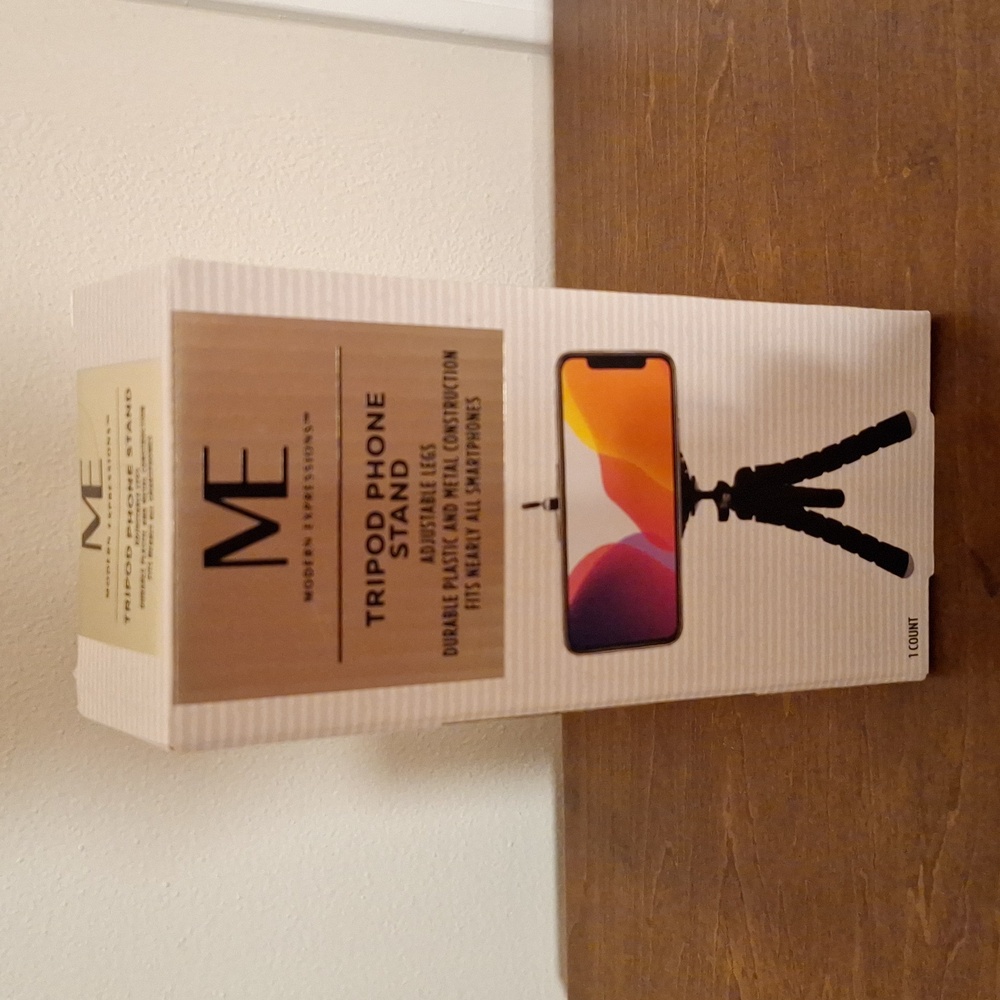 ME
MODERN EXPRESSIONS™
TRIPOD PHONE STAND
ME
MODERN EXPRESSIONS™
TRIPOD PHONE
STAND
ADJUSTABLE LEGS
DURABLE PLASTIC AND METAL CONSTRUCTION
FITS NEARLY ALL SMARTPHONES
1 COUNT